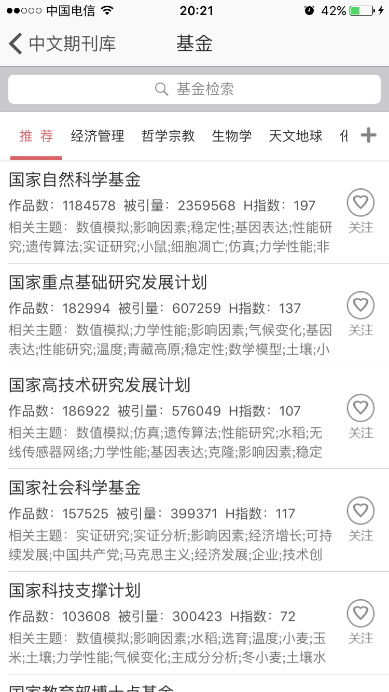 中国电信 20:21 42%
中文期刊库 基金
基金检索
推 荐 经济管理 哲学宗教 生物学 天文地球 +
国家自然科学基金
作品数：1184578 被引量：2359568 H指数：197
相关主题：数值模拟;影响因素;稳定性;基因表达;性能研
究;遗传算法;实证研究;小鼠;细胞凋亡;仿真;力学性能;非
关注
国家重点基础研究发展计划
作品数：182994 被引量：607259 H指数：137
相关主题：数值模拟;力学性能;影响因素;气候变化;基因
表达;性能研究;温度;青藏高原;稳定性;数学模型;土壤;小
关注
国家高技术研究发展计划
作品数：186922 被引量：576049 H指数：107
相关主题：数值模拟;仿真;遗传算法;性能研究;水稻;无
线传感器网络;力学性能;基因表达;克隆;影响因素;稳定
关注
国家社会科学基金
作品数：157525 被引量：399371 H指数：117
相关主题：实证研究;实证分析;影响因素;经济增长;可持
续发展;中国共产党;马克思主义;经济发展;企业;技术创
关注
国家科技支撑计划
作品数：103608 被引量：300423 H指数：72
相关主题：数值模拟;影响因素;水稻;选育;温度;小麦;玉
米;土壤;力学性能;气候变化;主成分分析;冬小麦;土壤水
关注
国家教育部博士点基金